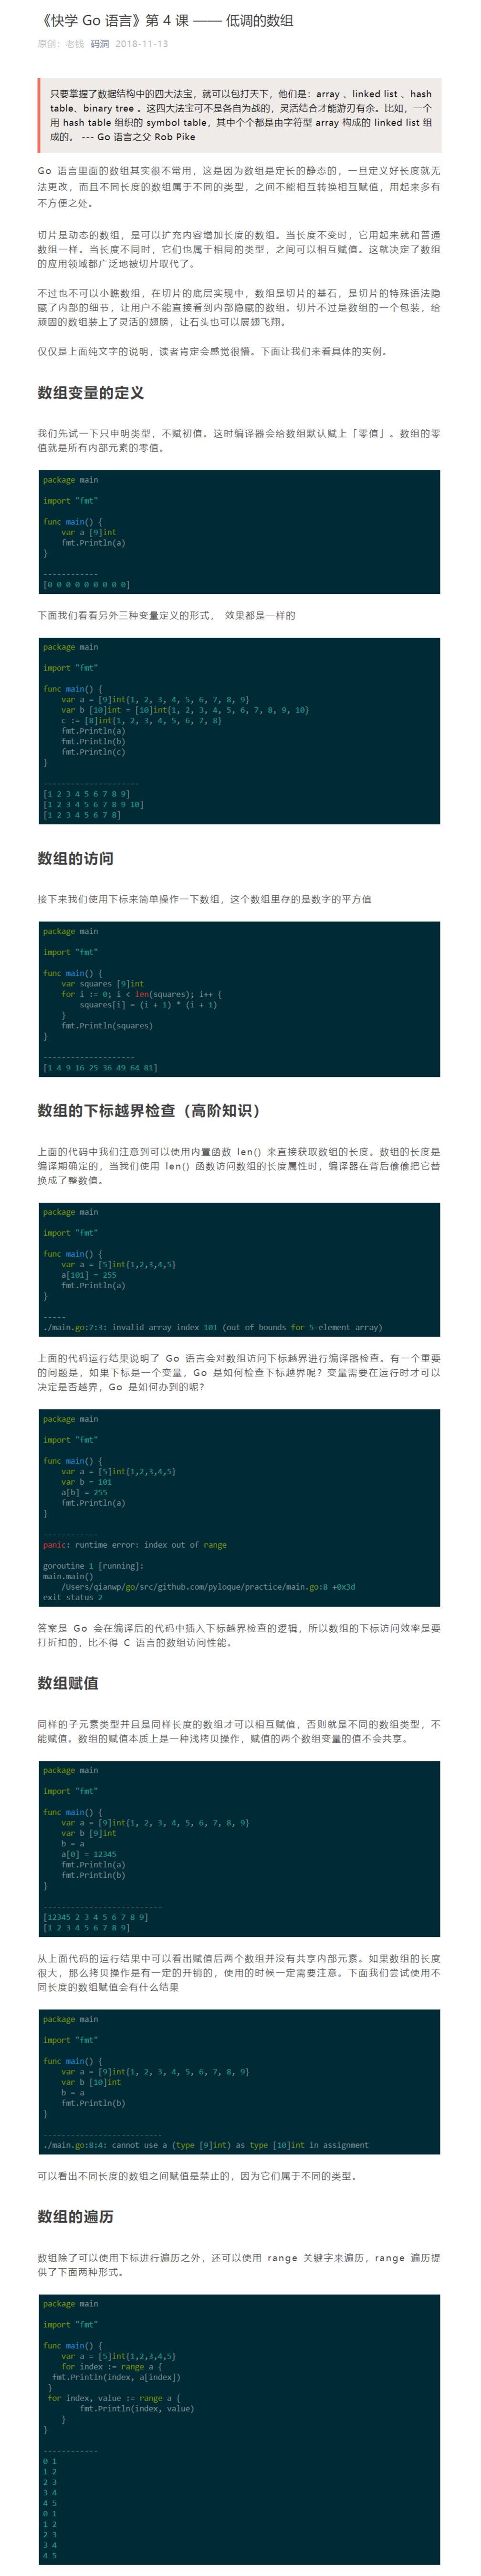 《快学 Go 语言》第 4 课 —— 低调的数组
原创: 老钱 码洞 2018-11-13
只要掌握了数据结构中的四大法宝，就可以包打天下，他们是：array 、linked list 、hash
table、binary tree 。这四大法宝可不是各自为战的，灵活结合才能游刃有余。比如，一个
用 hash table 组织的 symbol table，其中个个都是由字符型 array 构成的 linked list 组
成的。 --- Go 语言之父 Rob Pike
Go 语言里面的数组其实很不常用，这是因为数组是定长的静态的，一旦定义好长度就无
法更改，而且不同长度的数组属于不同的类型，之间不能相互转换相互赋值，用起来多有
不方便之处。
切片是动态的数组，是可以扩充内容增加长度的数组。当长度不变时，它用起来就和普通
数组一样。当长度不同时，它们也属于相同的类型，之间可以相互赋值。这就决定了数组
的应用领域都广泛地被切片取代了。
不过也不可以小瞧数组，在切片的底层实现中，数组是切片的基石，是切片的特殊语法隐
藏了内部的细节，让用户不能直接看到内部隐藏的数组。切片不过是数组的一个包装，给
顽固的数组装上了灵活的翅膀，让石头也可以展翅飞翔。
仅仅是上面纯文字的说明，读者肯定会感觉很懵。下面让我们来看具体的实例。
数组变量的定义
我们先试一下只申明类型，不赋初值。这时编译器会给数组默认赋上「零值」。数组的零
值就是所有内部元素的零值。
package main
import "fmt"
func main() {
    var a [9]int
    fmt.Println(a)
}
------------
[0 0 0 0 0 0 0 0 0]
下面我们看看另外三种变量定义的形式， 效果都是一样的
package main
import "fmt"
func main() {
    var a = [9]int{1, 2, 3, 4, 5, 6, 7, 8, 9}
    var b [10]int = [10]int{1, 2, 3, 4, 5, 6, 7, 8, 9, 10}
    c := [8]int{1, 2, 3, 4, 5, 6, 7, 8}
    fmt.Println(a)
    fmt.Println(b)
    fmt.Println(c)
}
---------------------
[1 2 3 4 5 6 7 8 9]
[1 2 3 4 5 6 7 8 9 10]
[1 2 3 4 5 6 7 8]
数组的访问
接下来我们使用下标来简单操作一下数组，这个数组里存的是数字的平方值
package main
import "fmt"
func main() {
    var squares [9]int
    for i := 0; i < len(squares); i++ {
        squares[i] = (i + 1) * (i + 1)
    }
    fmt.Println(squares)
}
--------------------
[1 4 9 16 25 36 49 64 81]
数组的下标越界检查（高阶知识）
上面的代码中我们注意到可以使用内置函数 len() 来直接获取数组的长度。数组的长度是
编译期确定的，当我们使用 len() 函数访问数组的长度属性时，编译器在背后偷偷把它替
换成了整数值。
package main
import "fmt"
func main() {
    var a = [5]int{1,2,3,4,5}
    a[101] = 255
    fmt.Println(a)
}
-----
./main.go:7:3: invalid array index 101 (out of bounds for 5-element array)
上面的代码运行结果说明了 Go 语言会对数组访问下标越界进行编译器检查。有一个重要
的问题是，如果下标是一个变量，Go 是如何检查下标越界呢？变量需要在运行时才可以
决定是否越界，Go 是如何办到的呢？
package main
import "fmt"
func main() {
    var a = [5]int{1,2,3,4,5}
    var b = 101
    a[b] = 255
    fmt.Println(a)
}
------------
panic: runtime error: index out of range
goroutine 1 [running]:
main.main()
    /Users/qianwp/go/src/github.com/pyloque/practice/main.go:8 +0x3d
exit status 2
答案是 Go 会在编译后的代码中插入下标越界检查的逻辑，所以数组的下标访问效率是要
打折扣的，比不得 C 语言的数组访问性能。
数组赋值
同样的子元素类型并且是同样长度的数组才可以相互赋值，否则就是不同的数组类型，不
能赋值。数组的赋值本质上是一种浅拷贝操作，赋值的两个数组变量的值不会共享。
package main
import "fmt"
func main() {
    var a = [9]int{1, 2, 3, 4, 5, 6, 7, 8, 9}
    var b [9]int
    b = a
    a[0] = 12345
    fmt.Println(a)
    fmt.Println(b)
}
--------------------------
[12345 2 3 4 5 6 7 8 9]
[1 2 3 4 5 6 7 8 9]
从上面代码的运行结果中可以看出赋值后两个数组并没有共享内部元素。如果数组的长度
很大，那么拷贝操作是有一定的开销的，使用的时候一定需要注意。下面我们尝试使用不
同长度的数组赋值会有什么结果
package main
import "fmt"
func main() {
    var a = [9]int{1, 2, 3, 4, 5, 6, 7, 8, 9}
    var b [10]int
    b = a
    fmt.Println(b)
}
--------------------------
./main.go:8:4: cannot use a (type [9]int) as type [10]int in assignment
可以看出不同长度的数组之间赋值是禁止的，因为它们属于不同的类型。
数组的遍历
数组除了可以使用下标进行遍历之外，还可以使用 range 关键字来遍历，range 遍历提
供了下面两种形式。
package main
import "fmt"
func main() {
    var a = [5]int{1,2,3,4,5}
    for index := range a {
  fmt.Println(index, a[index])
 }
 for index, value := range a {
        fmt.Println(index, value)
    }
}
------------
0 1
1 2
2 3
3 4
4 5
0 1
1 2
2 3
3 4
4 5